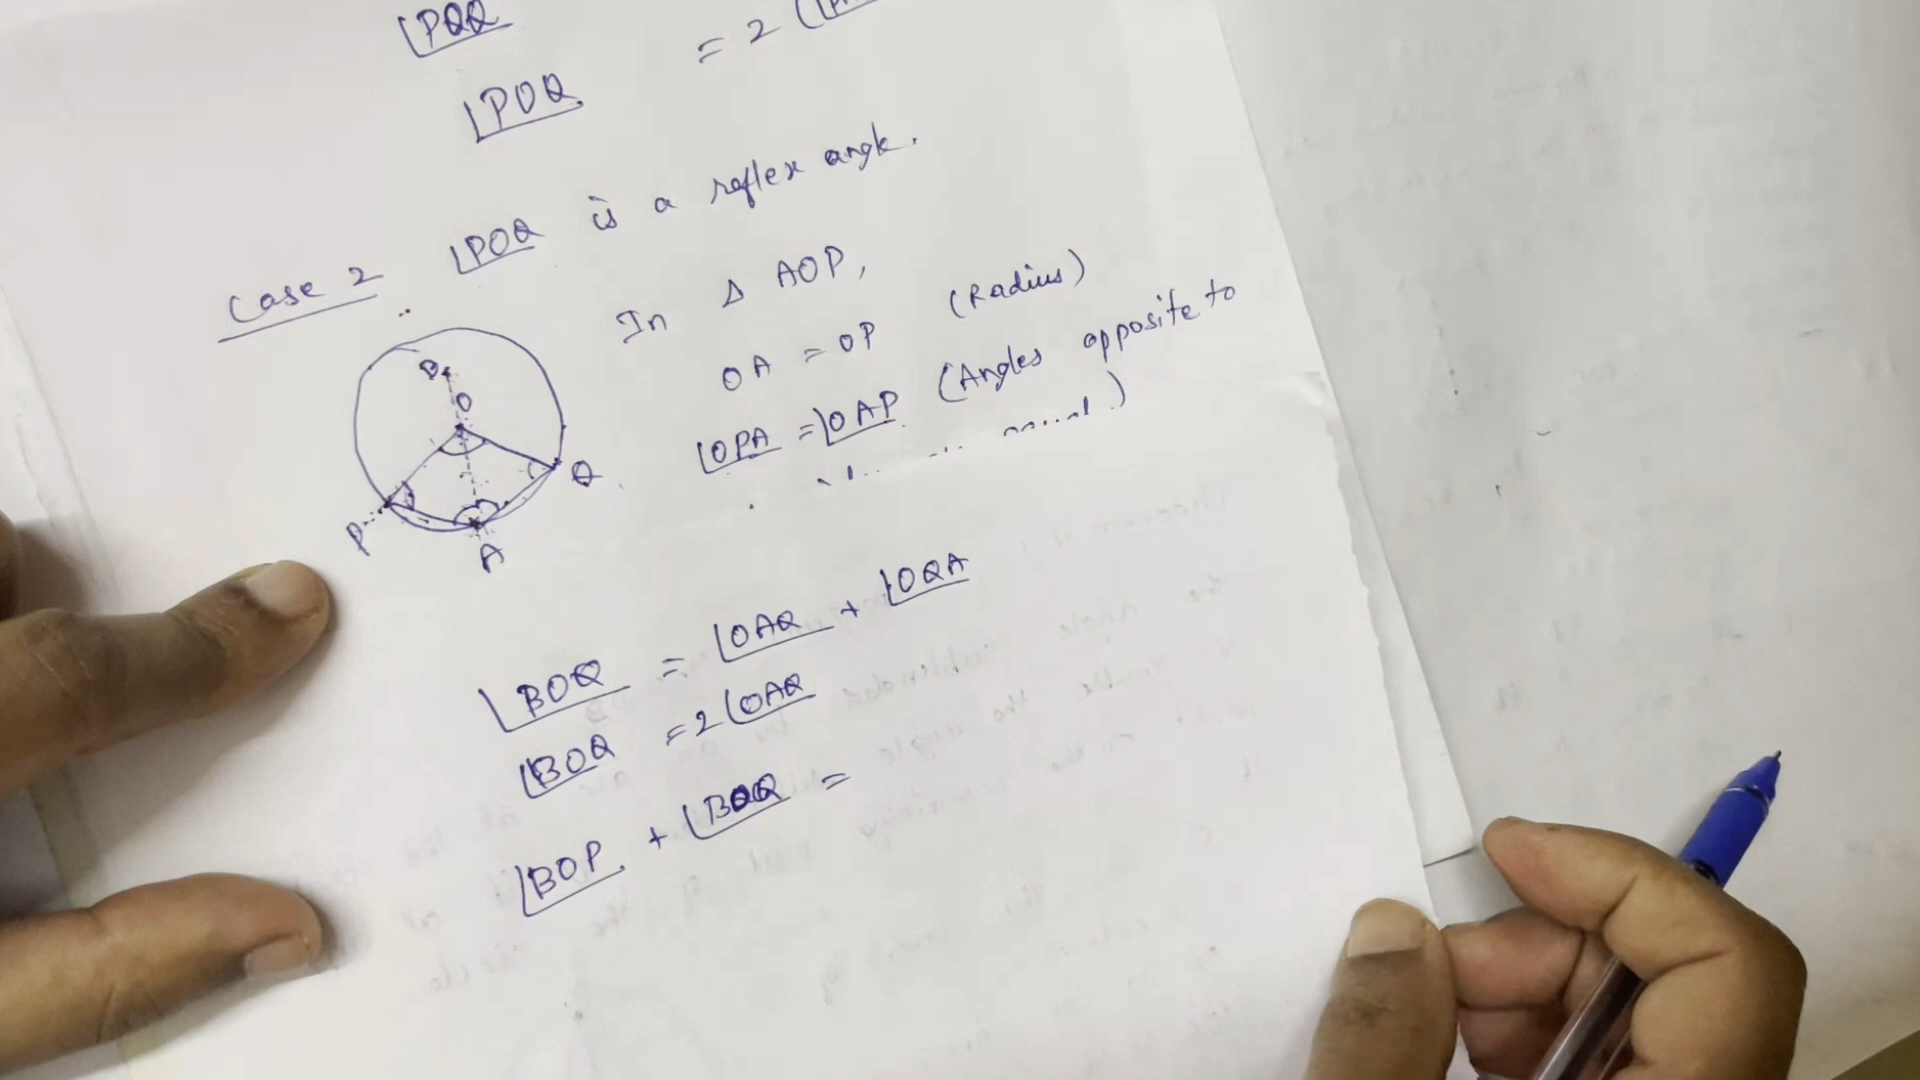 ∠POQ
= 2 (∠
∠POQ
Case 2 ∠POQ is a reflex angle.
In Δ AOP,
OA = OP (Radius)
∠OPA = ∠OAP (Angles opposite to
equal)
B
O
P
Q
A
∠BOQ = ∠OAQ + ∠OQA
∠BOQ = 2∠OAQ
∠BOP + ∠BOQ =